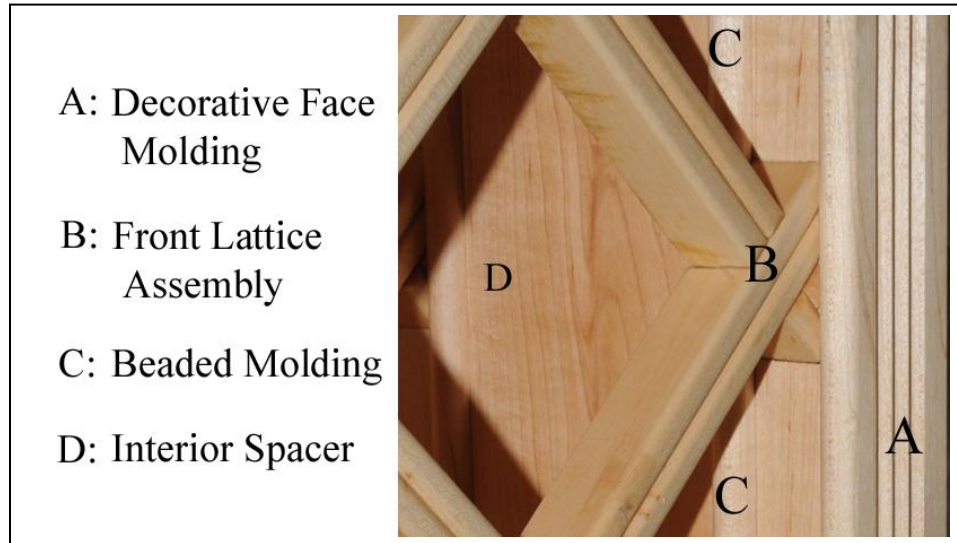 A: Decorative Face
Molding
B: Front Lattice
Assembly
C: Beaded Molding
D: Interior Spacer
C
D
B
A
C